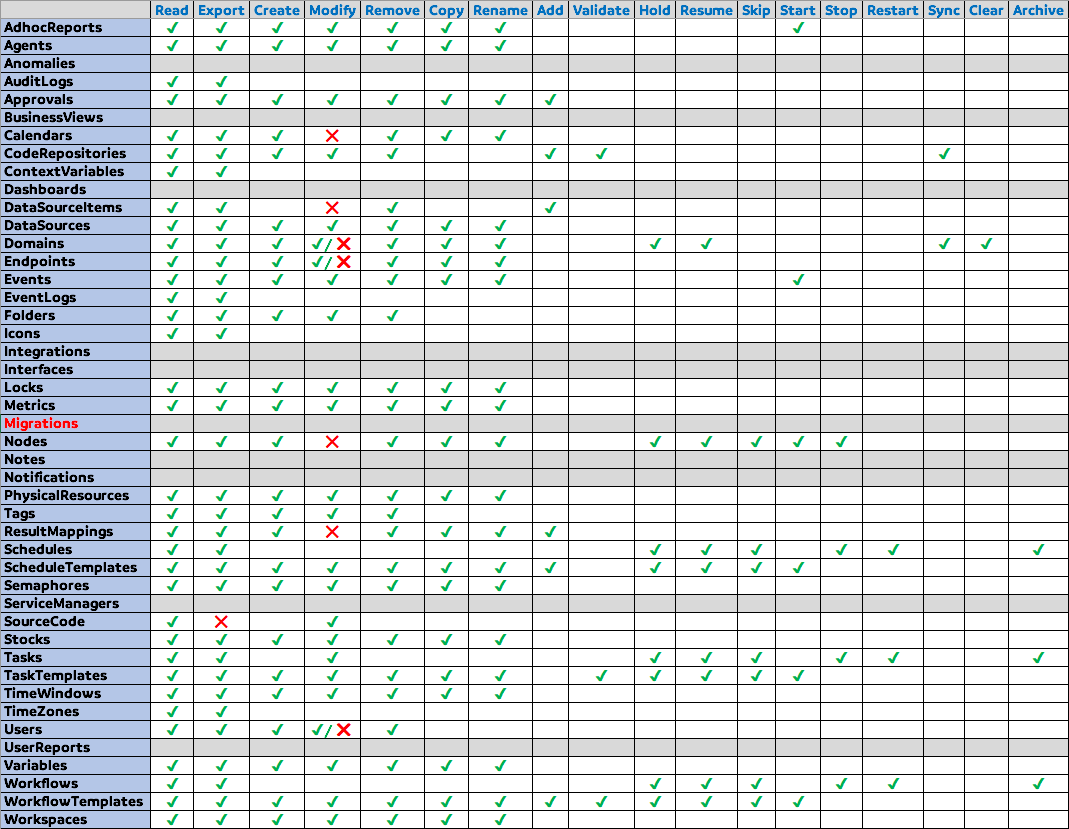 Read Export Create Modify Remove Copy Rename Add Validate Hold Resume Skip Start Stop Restart Sync Clear Archive
AdhocReports ✓ ✓ ✓ ✓ ✓ ✓ ✓ ✓
Agents ✓ ✓ ✓ ✓ ✓ ✓ ✓
Anomalies
AuditLogs ✓ ✓
Approvals ✓ ✓ ✓ ✓ ✓ ✓ ✓ ✓
BusinessViews
Calendars ✓ ✓ ✓ ✗ ✓ ✓ ✓
CodeRepositories ✓ ✓ ✓ ✓ ✓ ✓ ✓ ✓
ContextVariables ✓ ✓
Dashboards
DataSourceItems ✓ ✓ ✗ ✓ ✓
DataSources ✓ ✓ ✓ ✓ ✓ ✓ ✓
Domains ✓ ✓ ✓ ✓/✗ ✓ ✓ ✓ ✓ ✓ ✓ ✓
Endpoints ✓ ✓ ✓ ✓/✗ ✓ ✓ ✓
Events ✓ ✓ ✓ ✓ ✓ ✓ ✓ ✓
EventLogs ✓ ✓
Folders ✓ ✓ ✓ ✓ ✓
Icons ✓ ✓
Integrations
Interfaces
Locks ✓ ✓ ✓ ✓ ✓ ✓ ✓
Metrics ✓ ✓ ✓ ✓ ✓ ✓ ✓
Migrations
Nodes ✓ ✓ ✓ ✗ ✓ ✓ ✓ ✓ ✓ ✓ ✓ ✓
Notes
Notifications
PhysicalResources ✓ ✓ ✓ ✓ ✓ ✓ ✓
Tags ✓ ✓ ✓ ✓ ✓
ResultMappings ✓ ✓ ✓ ✗ ✓ ✓ ✓ ✓
Schedules ✓ ✓ ✓ ✓ ✓ ✓ ✓ ✓
ScheduleTemplates ✓ ✓ ✓ ✓ ✓ ✓ ✓ ✓ ✓ ✓ ✓ ✓
Semaphores ✓ ✓ ✓ ✓ ✓ ✓ ✓
ServiceManagers
SourceCode ✓ ✗ ✓
Stocks ✓ ✓ ✓ ✓ ✓ ✓ ✓
Tasks ✓ ✓ ✓ ✓ ✓ ✓ ✓ ✓ ✓
TaskTemplates ✓ ✓ ✓ ✓ ✓ ✓ ✓ ✓ ✓ ✓ ✓ ✓
TimeWindows ✓ ✓ ✓ ✓ ✓ ✓ ✓
TimeZones ✓ ✓
Users ✓ ✓ ✓ ✓/✗ ✓
UserReports
Variables ✓ ✓ ✓ ✓ ✓ ✓ ✓
Workflows ✓ ✓ ✓ ✓ ✓ ✓ ✓ ✓
WorkflowTemplates ✓ ✓ ✓ ✓ ✓ ✓ ✓ ✓ ✓ ✓ ✓ ✓ ✓
Workspaces ✓ ✓ ✓ ✓ ✓ ✓ ✓